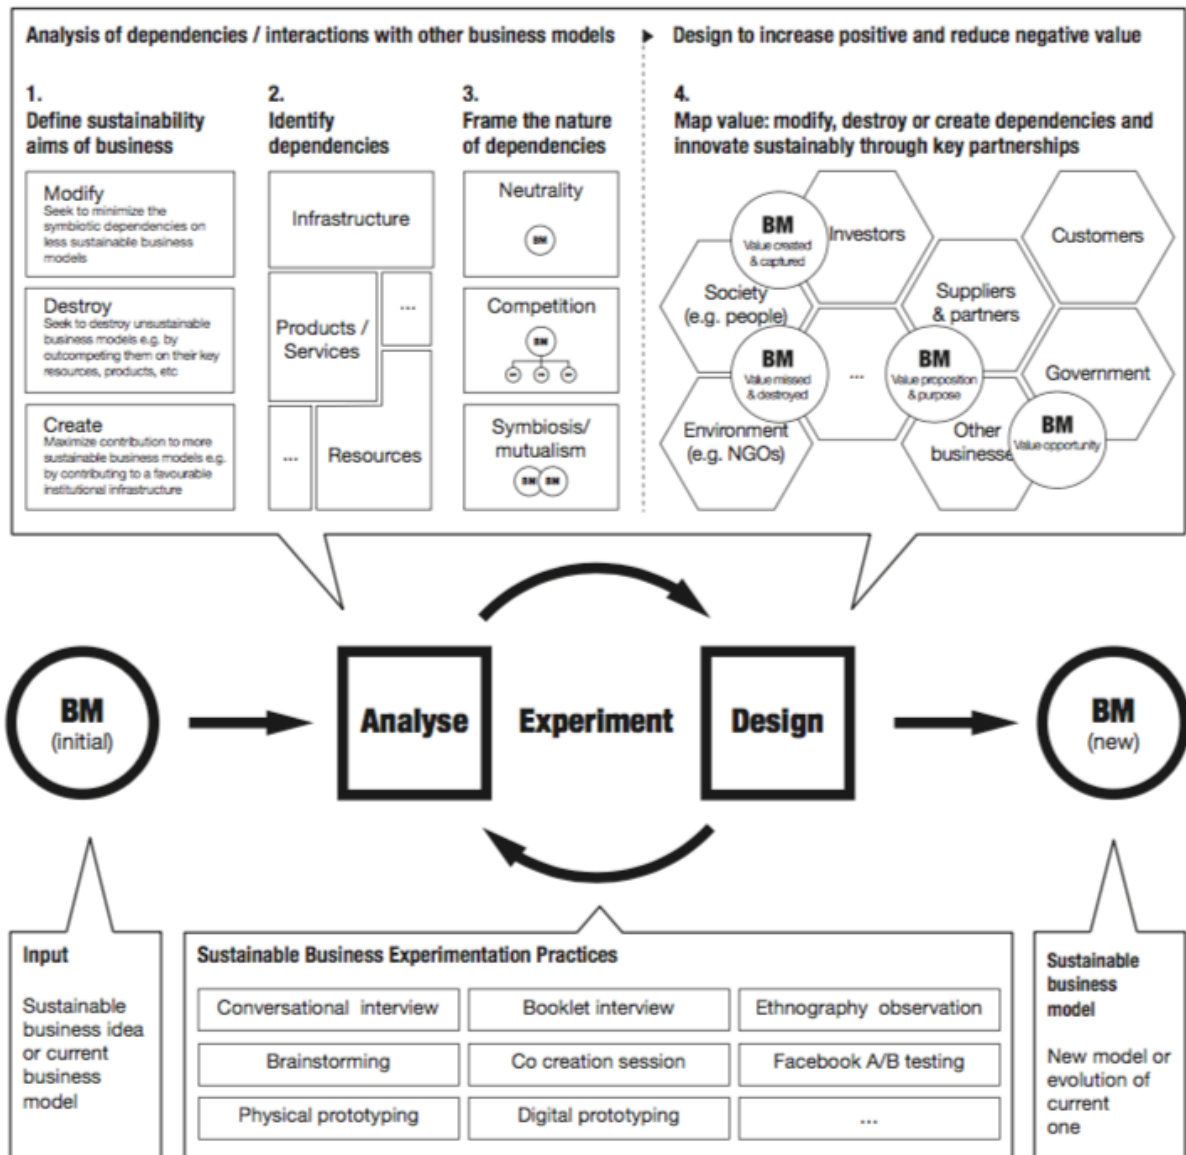 Analysis of dependencies / interactions with other business models
Design to increase positive and reduce negative value
1.
Define sustainability
aims of business
2.
Identify
dependencies
3.
Frame the nature
of dependencies
4.
Map value: modify, destroy or create dependencies and
innovate sustainably through key partnerships
Modify
Seek to minimize the
symbiotic dependencies on
less sustainable business
models
Destroy
Seek to destroy unsustainable
business models e.g. by
outcompeting them on their key
resources, products, etc
Create
Maximize contribution to more
sustainable business models e.g.
by contributing to a favourable
institutional infrastructure
Infrastructure
Products /
Services
...
...
Resources
Neutrality
BM
Competition
BM
Symbiosis/
mutualism
BM BM
BM
Value created
& captured
Investors
Customers
Society
(e.g. people)
Suppliers
& partners
BM
Value missed
& destroyed
...
BM
Value proposition
& purpose
Government
Environment
(e.g. NGOs)
Other
businesse
BM
Value opportunity
BM
(initial)
Analyse
Experiment
Design
BM
(new)
Input
Sustainable
business idea
or current
business
model
Sustainable Business Experimentation Practices
Conversational interview
Booklet interview
Ethnography observation
Brainstorming
Co creation session
Facebook A/B testing
Physical prototyping
Digital prototyping
...
Sustainable
business
model
New model or
evolution of
current
one